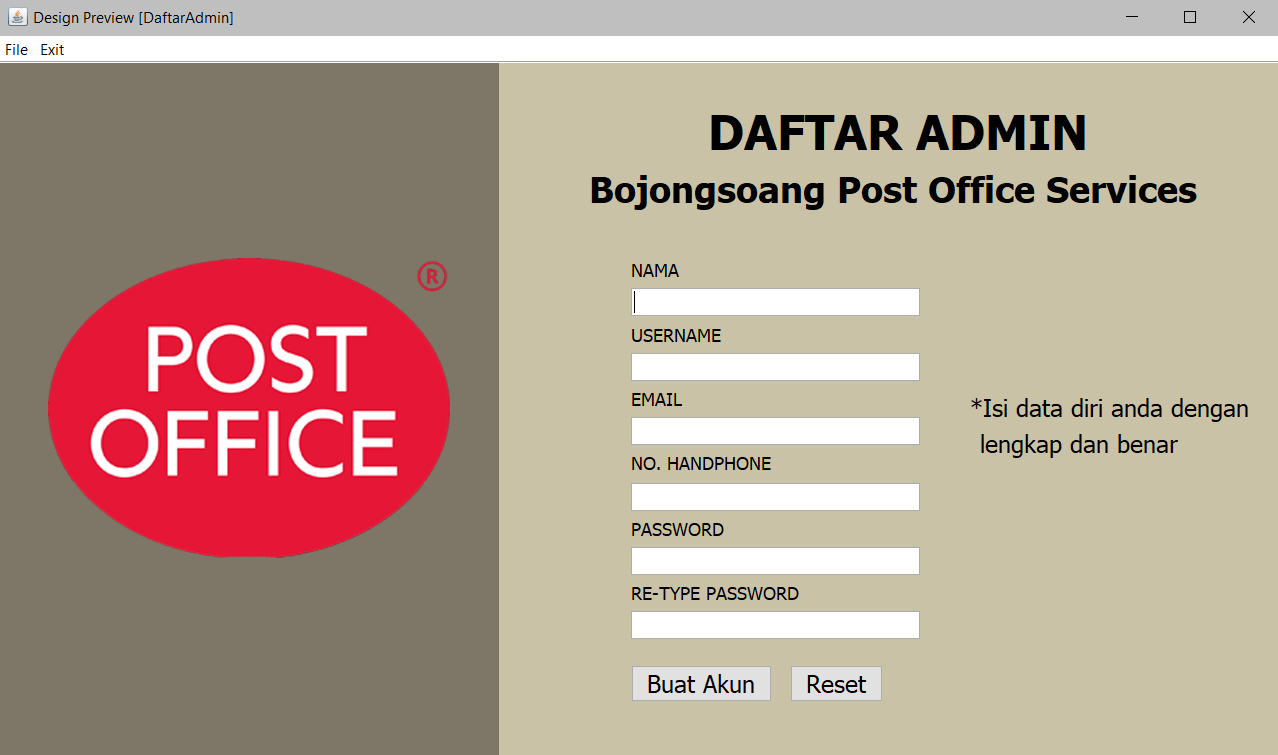 Design Preview [DaftarAdmin]
File Exit
POST
OFFICE
®
DAFTAR ADMIN
Bojongsoang Post Office Services
NAMA
USERNAME
EMAIL
NO. HANDPHONE
PASSWORD
RE-TYPE PASSWORD
*Isi data diri anda dengan
lengkap dan benar
Buat Akun Reset